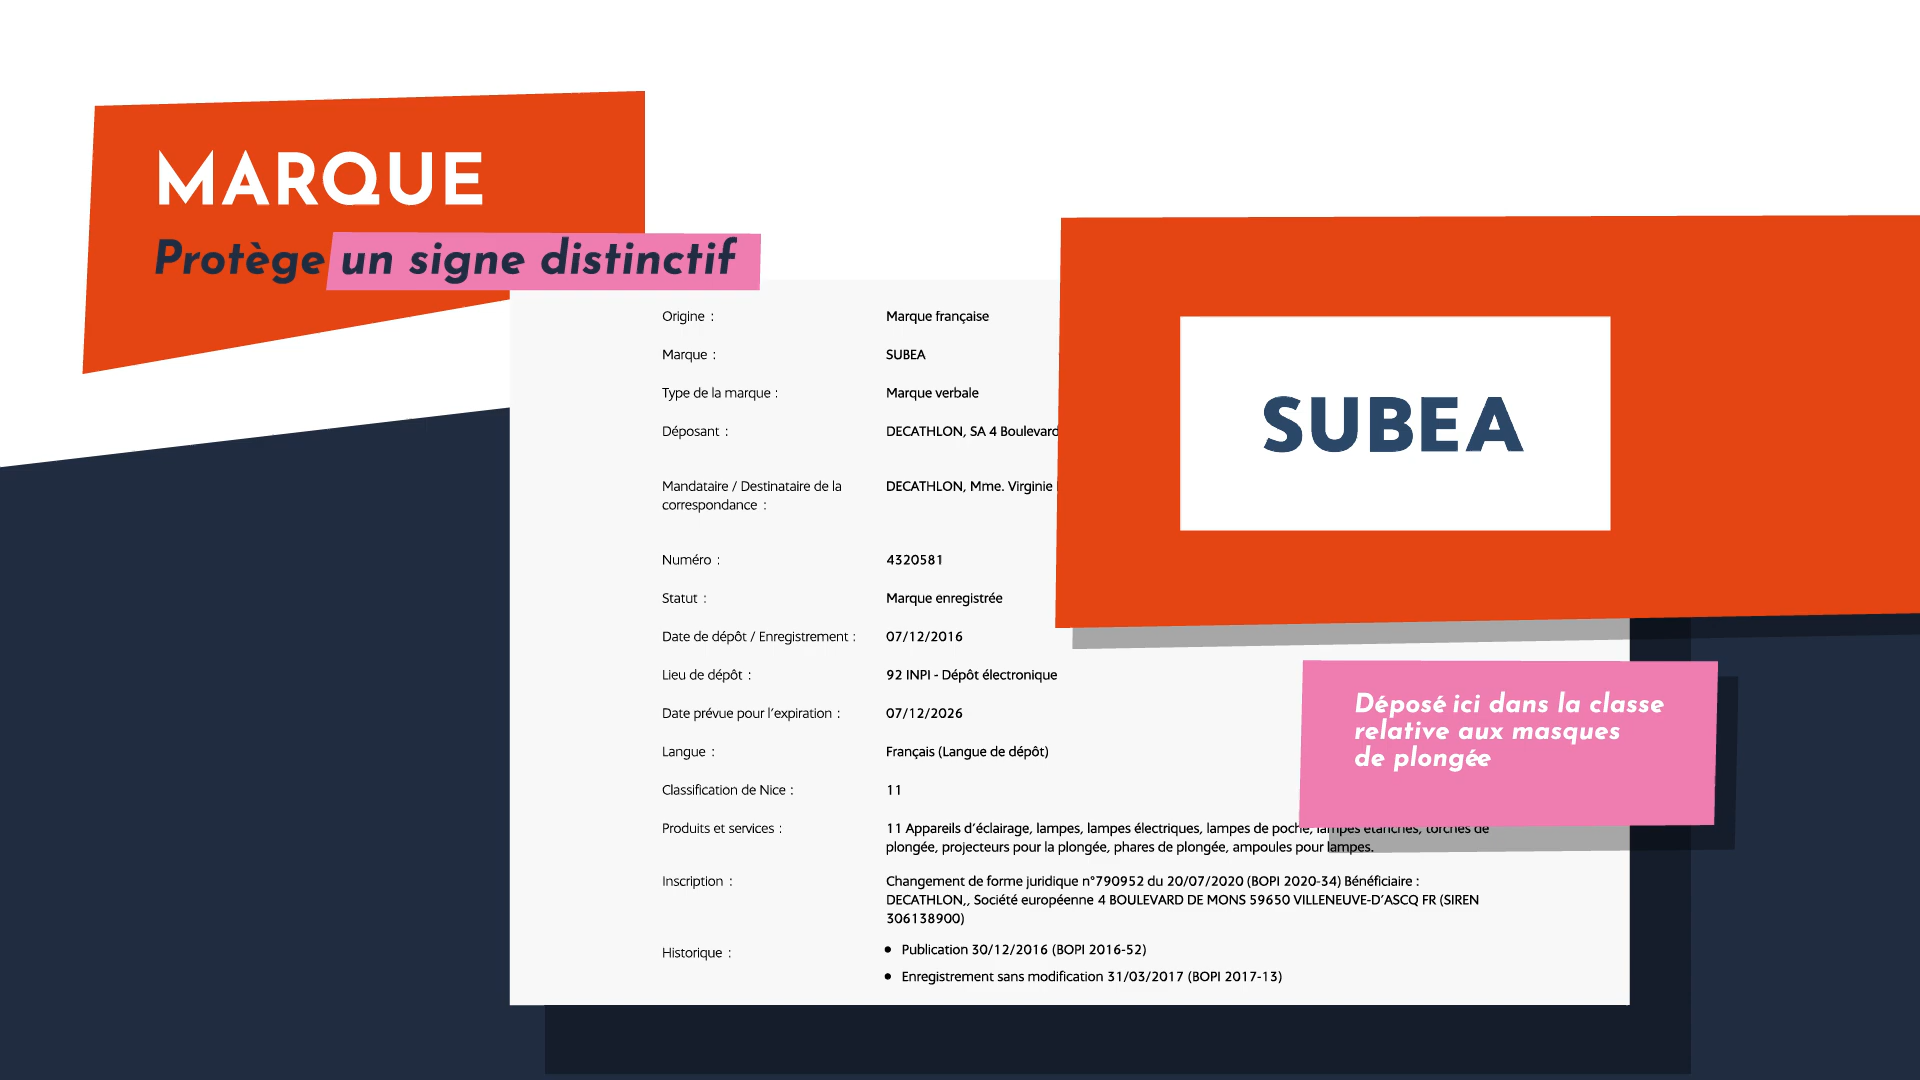 MARQUE
Protège un signe distinctif
Origine : Marque française
Marque : SUBEA
Type de la marque : Marque verbale
Déposant : DECATHLON, SA 4 Boulevard
Mandataire / Destinataire de la DECATHLON, Mme. Virginie
correspondance :
Numéro : 4320581
Statut : Marque enregistrée
Date de dépôt / Enregistrement : 07/12/2016
Lieu de dépôt : 92 INPI - Dépôt électronique
Date prévue pour l'expiration : 07/12/2026
Langue : Français (Langue de dépôt)
Classification de Nice : 11
Produits et services : 11 Appareils d'éclairage, lampes, lampes électriques, lampes de poche, lampes étanches, torches de
plongée, projecteurs pour la plongée, phares de plongée, ampoules pour lampes.
Inscription : Changement de forme juridique n°790952 du 20/07/2020 (BOPI 2020-34) Bénéficiaire :
DECATHLON,, Société européenne 4 BOULEVARD DE MONS 59650 VILLENEUVE-D'ASCQ FR (SIREN
306138900)
Historique : • Publication 30/12/2016 (BOPI 2016-52)
• Enregistrement sans modification 31/03/2017 (BOPI 2017-13)
SUBEA
Déposé ici dans la classe
relative aux masques
de plongée